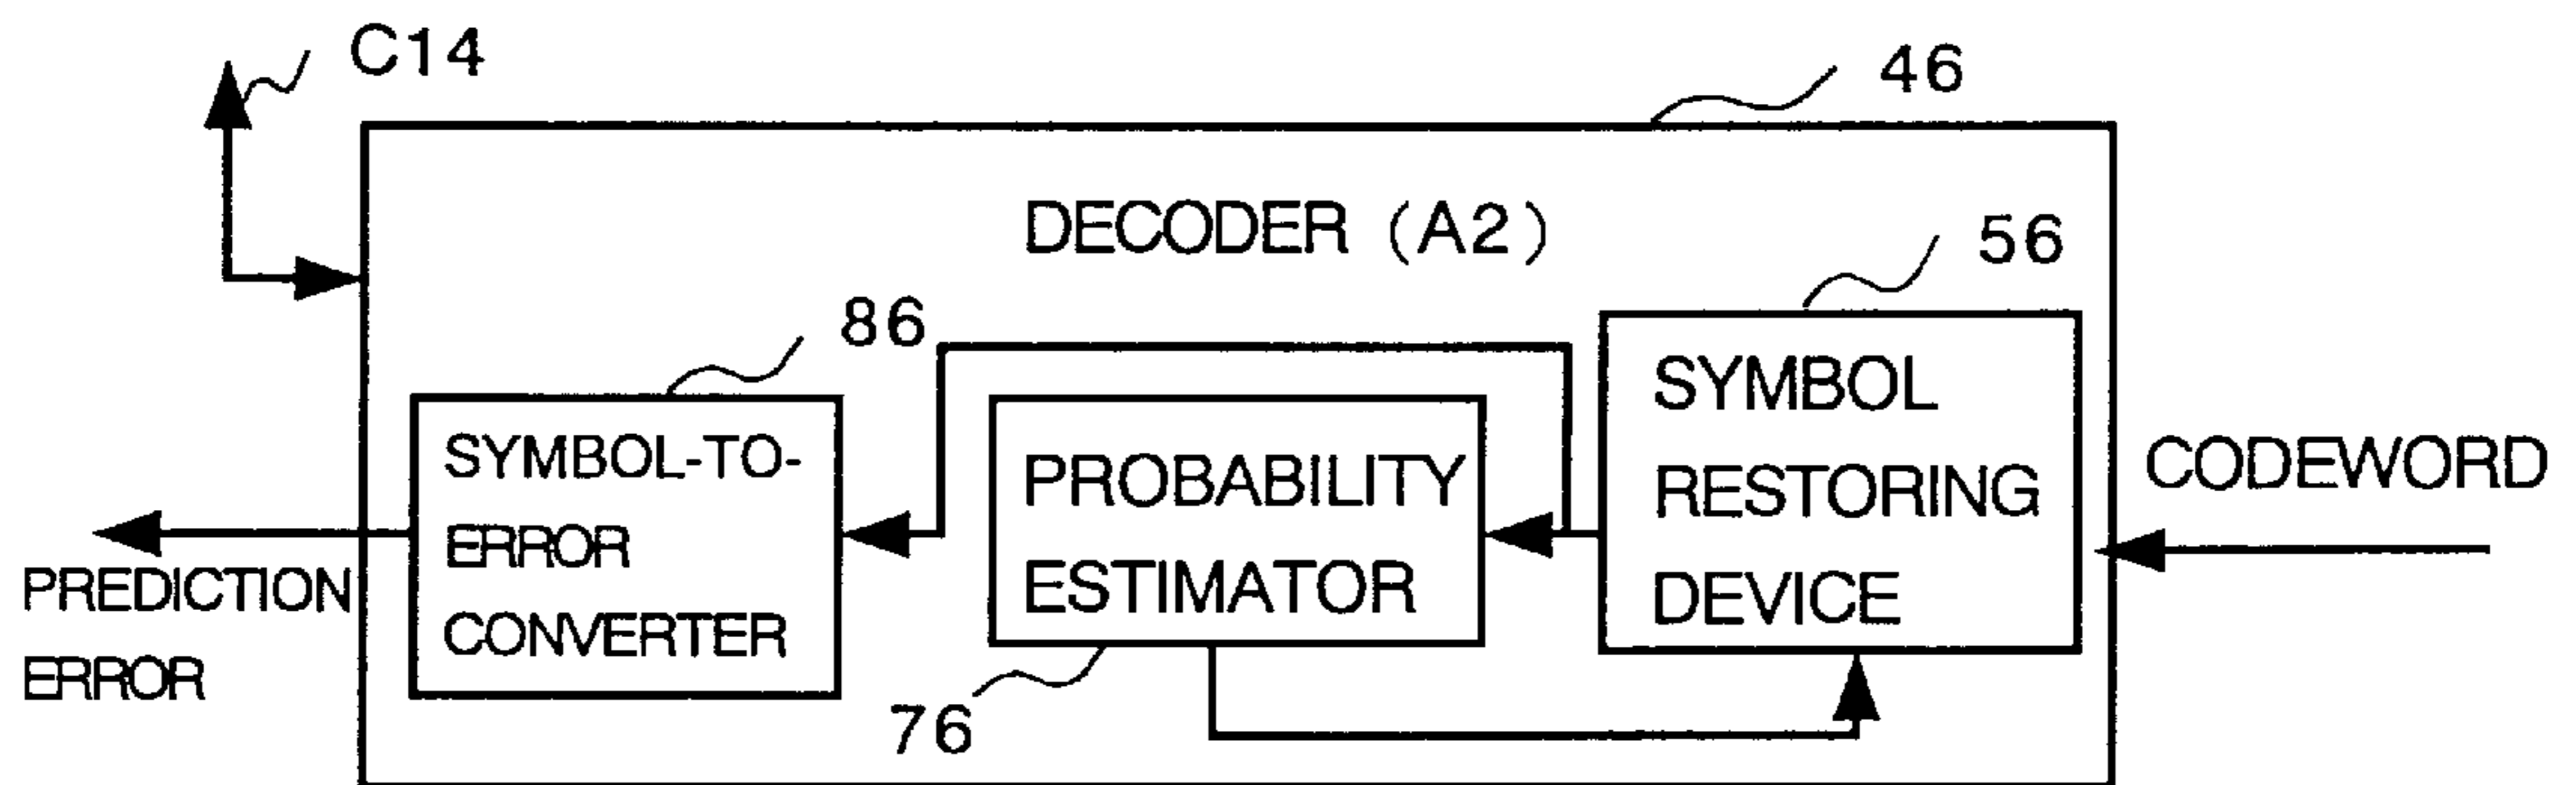 C14
46
DECODER (A2)
56
86
SYMBOL
RESTORING
DEVICE
SYMBOL-TO-
ERROR
CONVERTER
PROBABILITY
ESTIMATOR
CODEWORD
PREDICTION
ERROR
76